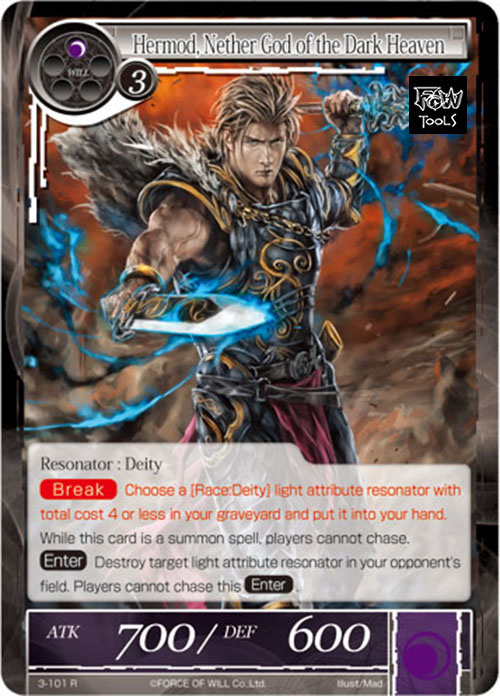 Hermod, Nether God of the Dark Heaven
WILL
3
FOW
TOOLS
Resonator : Deity
Break Choose a [Race:Deity] light attribute resonator with
total cost 4 or less in your graveyard and put it into your hand.
While this card is a summon spell, players cannot chase.
Enter Destroy target light attribute resonator in your opponent's
field. Players cannot chase this Enter .
ATK 700/ DEF 600
3-101 R ©FORCE OF WILL Co.,Ltd. Illust/Mad